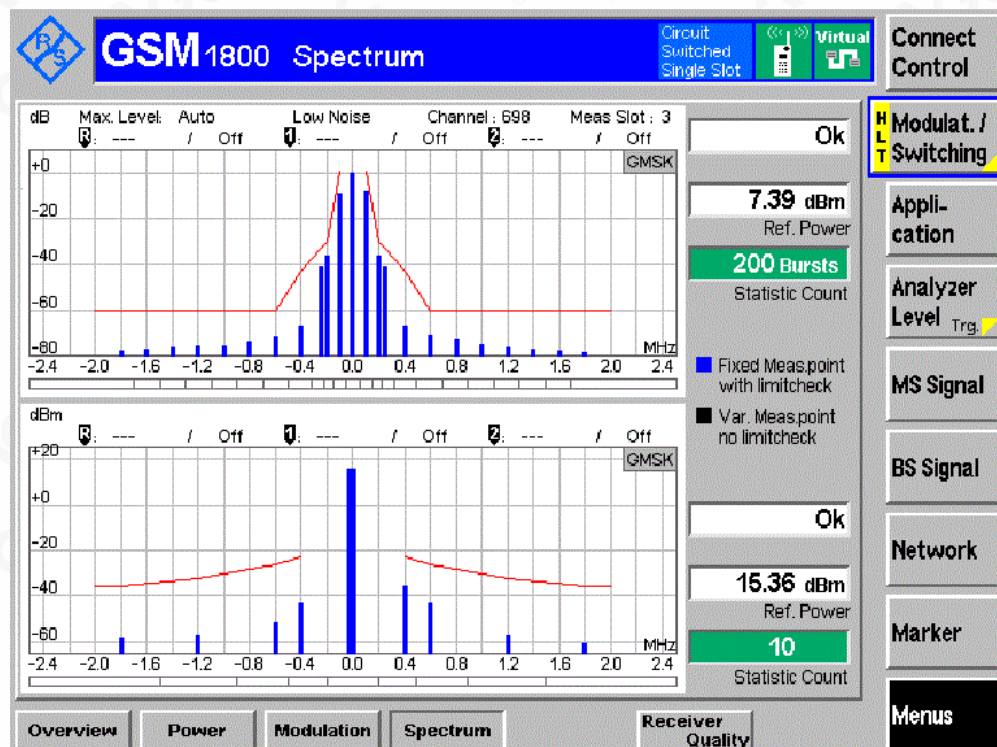 R/S
GSM 1800 Spectrum
Circuit Switched Single Slot
Virtual
Connect Control
dB Max. Level: Auto Low Noise Channel : 698 Meas Slot : 3
R: --- / Off 1: --- / Off 2: --- / Off
GMSK
+0
-20
-40
-60
-80
MHz
-2.4 -2.0 -1.6 -1.2 -0.8 -0.4 0.0 0.4 0.8 1.2 1.6 2.0 2.4
Ok
7.39 dBm
Ref. Power
200 Bursts
Statistic Count
Fixed Meas.point
with limitcheck
Var. Meas.point
no limitcheck
dBm
R: --- / Off 1: --- / Off 2: --- / Off
GMSK
+20
+0
-20
-40
-60
MHz
-2.4 -2.0 -1.6 -1.2 -0.8 -0.4 0.0 0.4 0.8 1.2 1.6 2.0 2.4
Ok
15.36 dBm
Ref. Power
10
Statistic Count
HLT
Modulat. /
Switching
Appli-
cation
Analyzer
Level Trg.
MS Signal
BS Signal
Network
Marker
Menus
Overview
Power
Modulation
Spectrum
Receiver
Quality